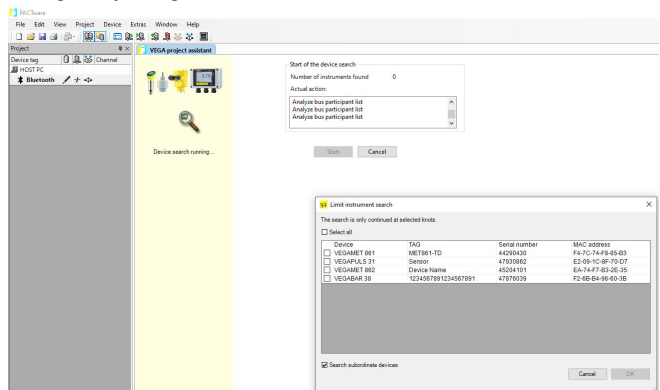 PACTware
File Edit View Project Device Extras Window Help
Project
VEGA project assistant
Device tag Channel
HOST PC
Bluetooth
Start of the device search
Number of instruments found 0
Actual action:
Analyze bus participant list
Analyze bus participant list
Analyze bus participant list
Device search running ..
Start Cancel
Limit instrument search
The search is only continued at selected knots.
Select all
Device TAG Serial number MAC address
VEGAMET 861 MET861-TD 44290430 F4-7C-74-F8-85-B3
VEGAPULS 31 Sensor 47930862 E2-09-1C-8F-70-D7
VEGAMET 862 Device Name 45204101 EA-74-F7-B3-2E-35
VEGABAR 38 1234567891234567891 47876039 F2-6B-B4-96-60-3B
Search subordinate devices
Cancel OK